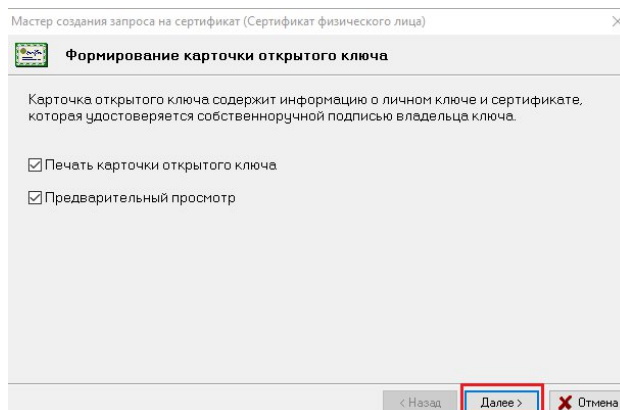 Мастер создания запроса на сертификат (Сертификат физического лица)
Формирование карточки открытого ключа
Карточка открытого ключа содержит информацию о личном ключе и сертификате,
которая удостоверяется собственноручной подписью владельца ключа.
Печать карточки открытого ключа
Предварительный просмотр
< Назад Далее > Отмена